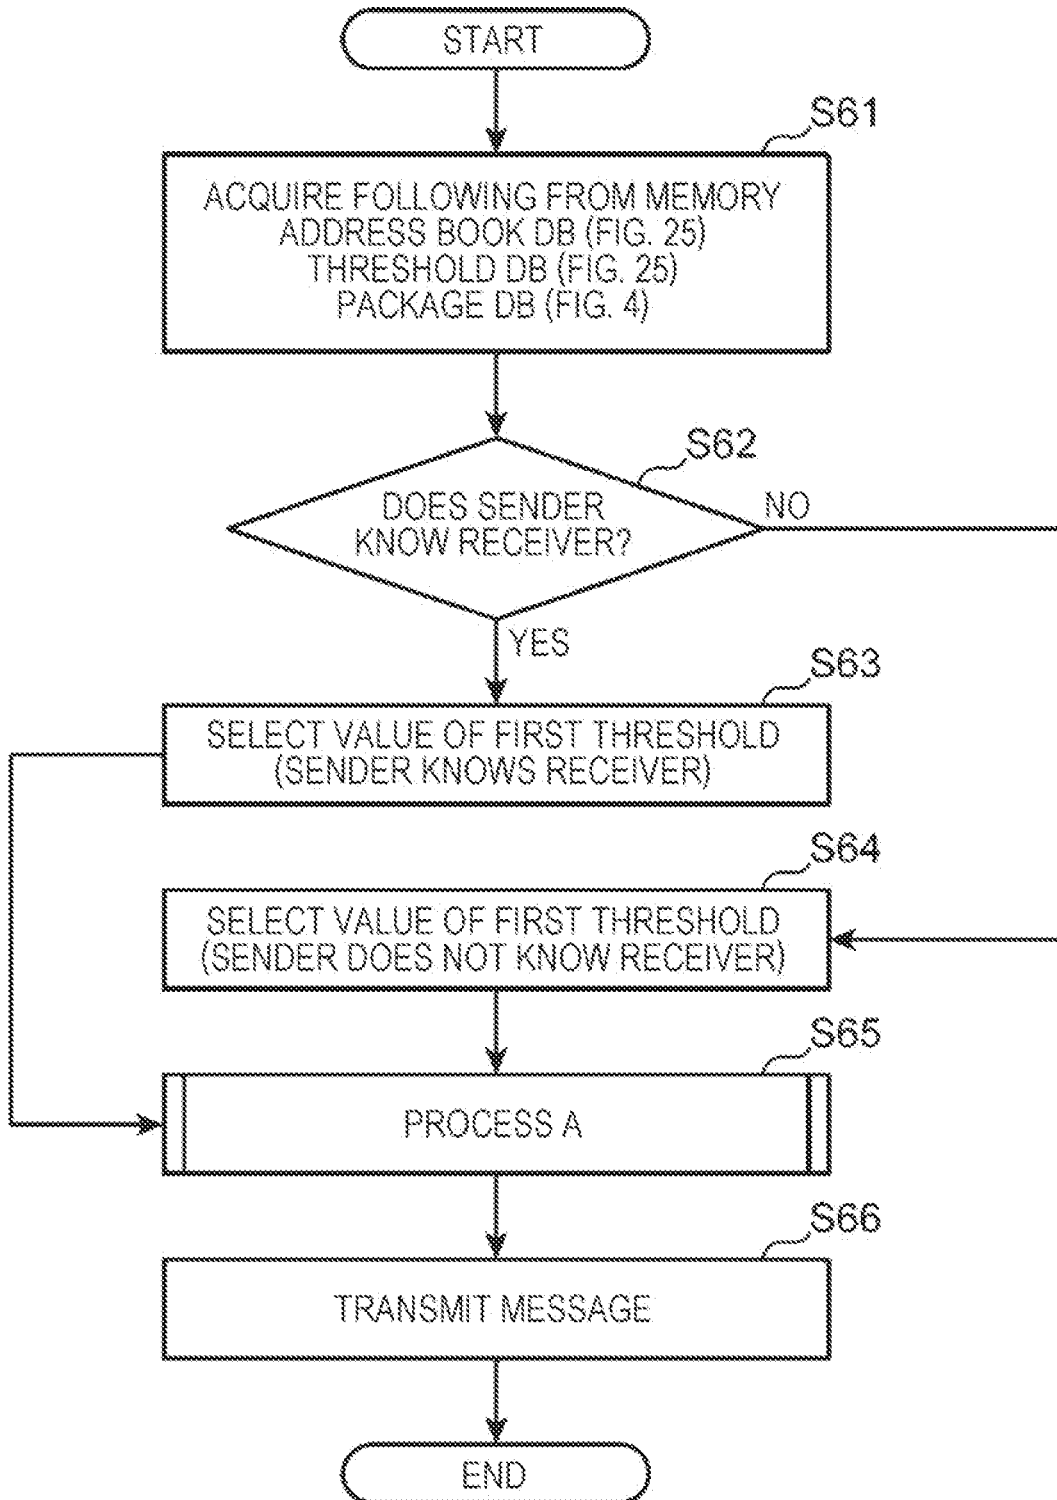 START
S61
ACQUIRE FOLLOWING FROM MEMORY
ADDRESS BOOK DB (FIG. 25)
THRESHOLD DB (FIG. 25)
PACKAGE DB (FIG. 4)
S62
DOES SENDER
KNOW RECEIVER?
NO
YES
S63
SELECT VALUE OF FIRST THRESHOLD
(SENDER KNOWS RECEIVER)
S64
SELECT VALUE OF FIRST THRESHOLD
(SENDER DOES NOT KNOW RECEIVER)
S65
PROCESS A
S66
TRANSMIT MESSAGE
END